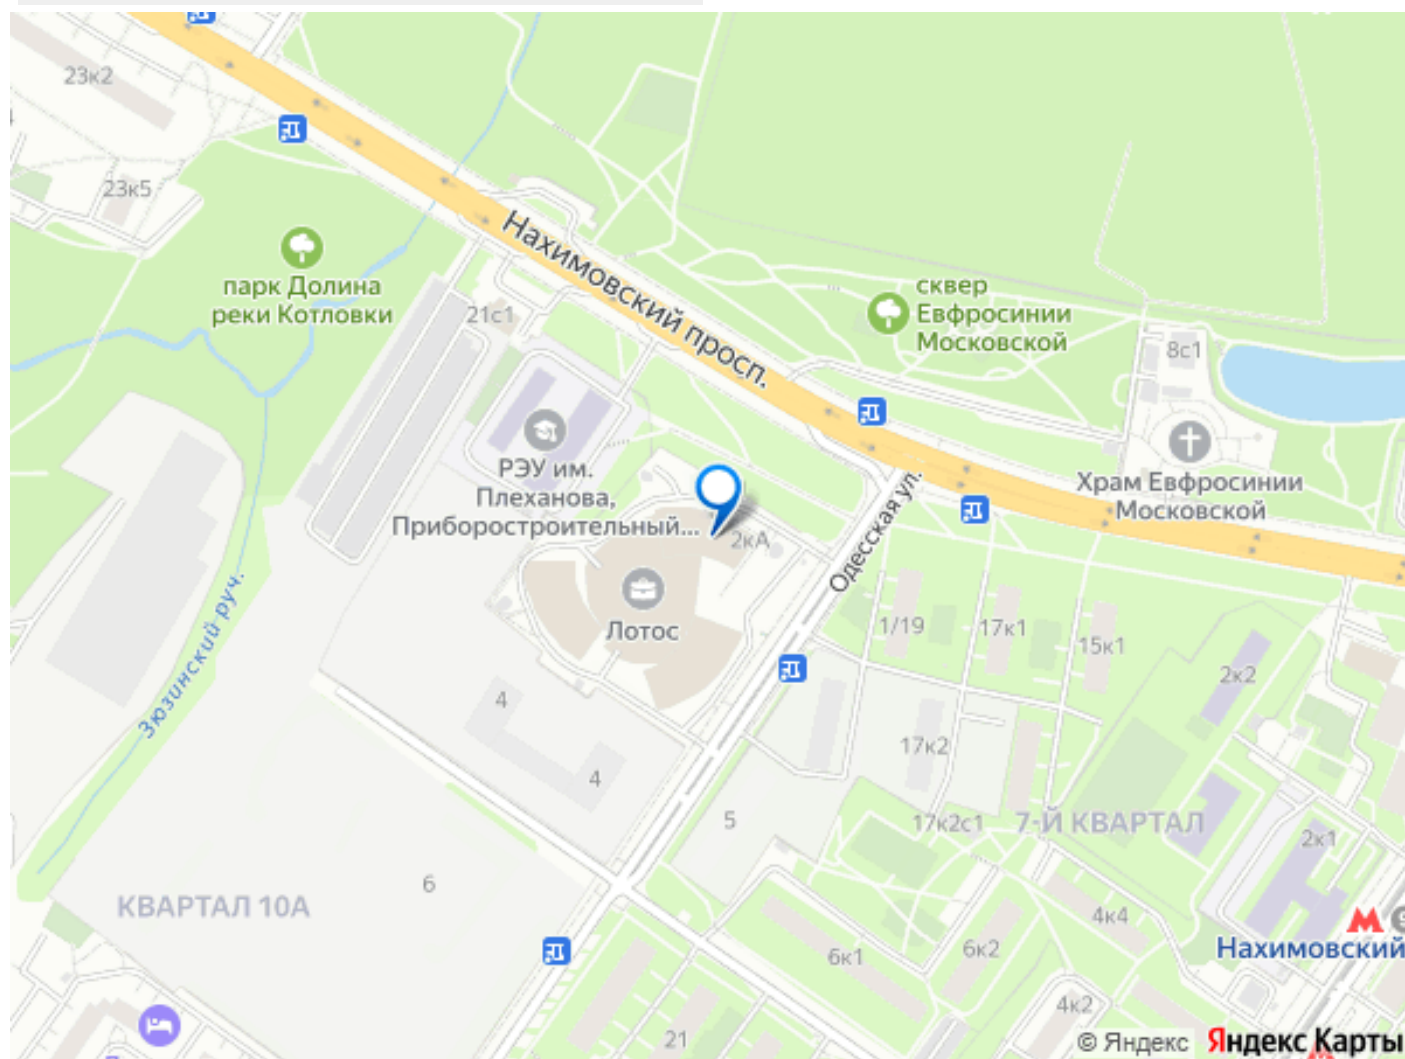 23к2
23к5
парк Долина
реки Котловки
21с1
Нахимовский просп.
сквер
Евфросинии
Московской
8с1
РЭУ им.
Плеханова,
Приборостроительный...
2кА
Лотос
Одесская ул.
Храм Евфросинии
Московской
1/19
17к1
15к1
2к2
Зюзинский руч.
4
4
17к2
5
17к2с1
7-Й КВАРТАЛ
2к1
6
КВАРТАЛ 10А
4к4
6к1
6к2
Нахимовский
4к2
21
© Яндекс
Яндекс Карты